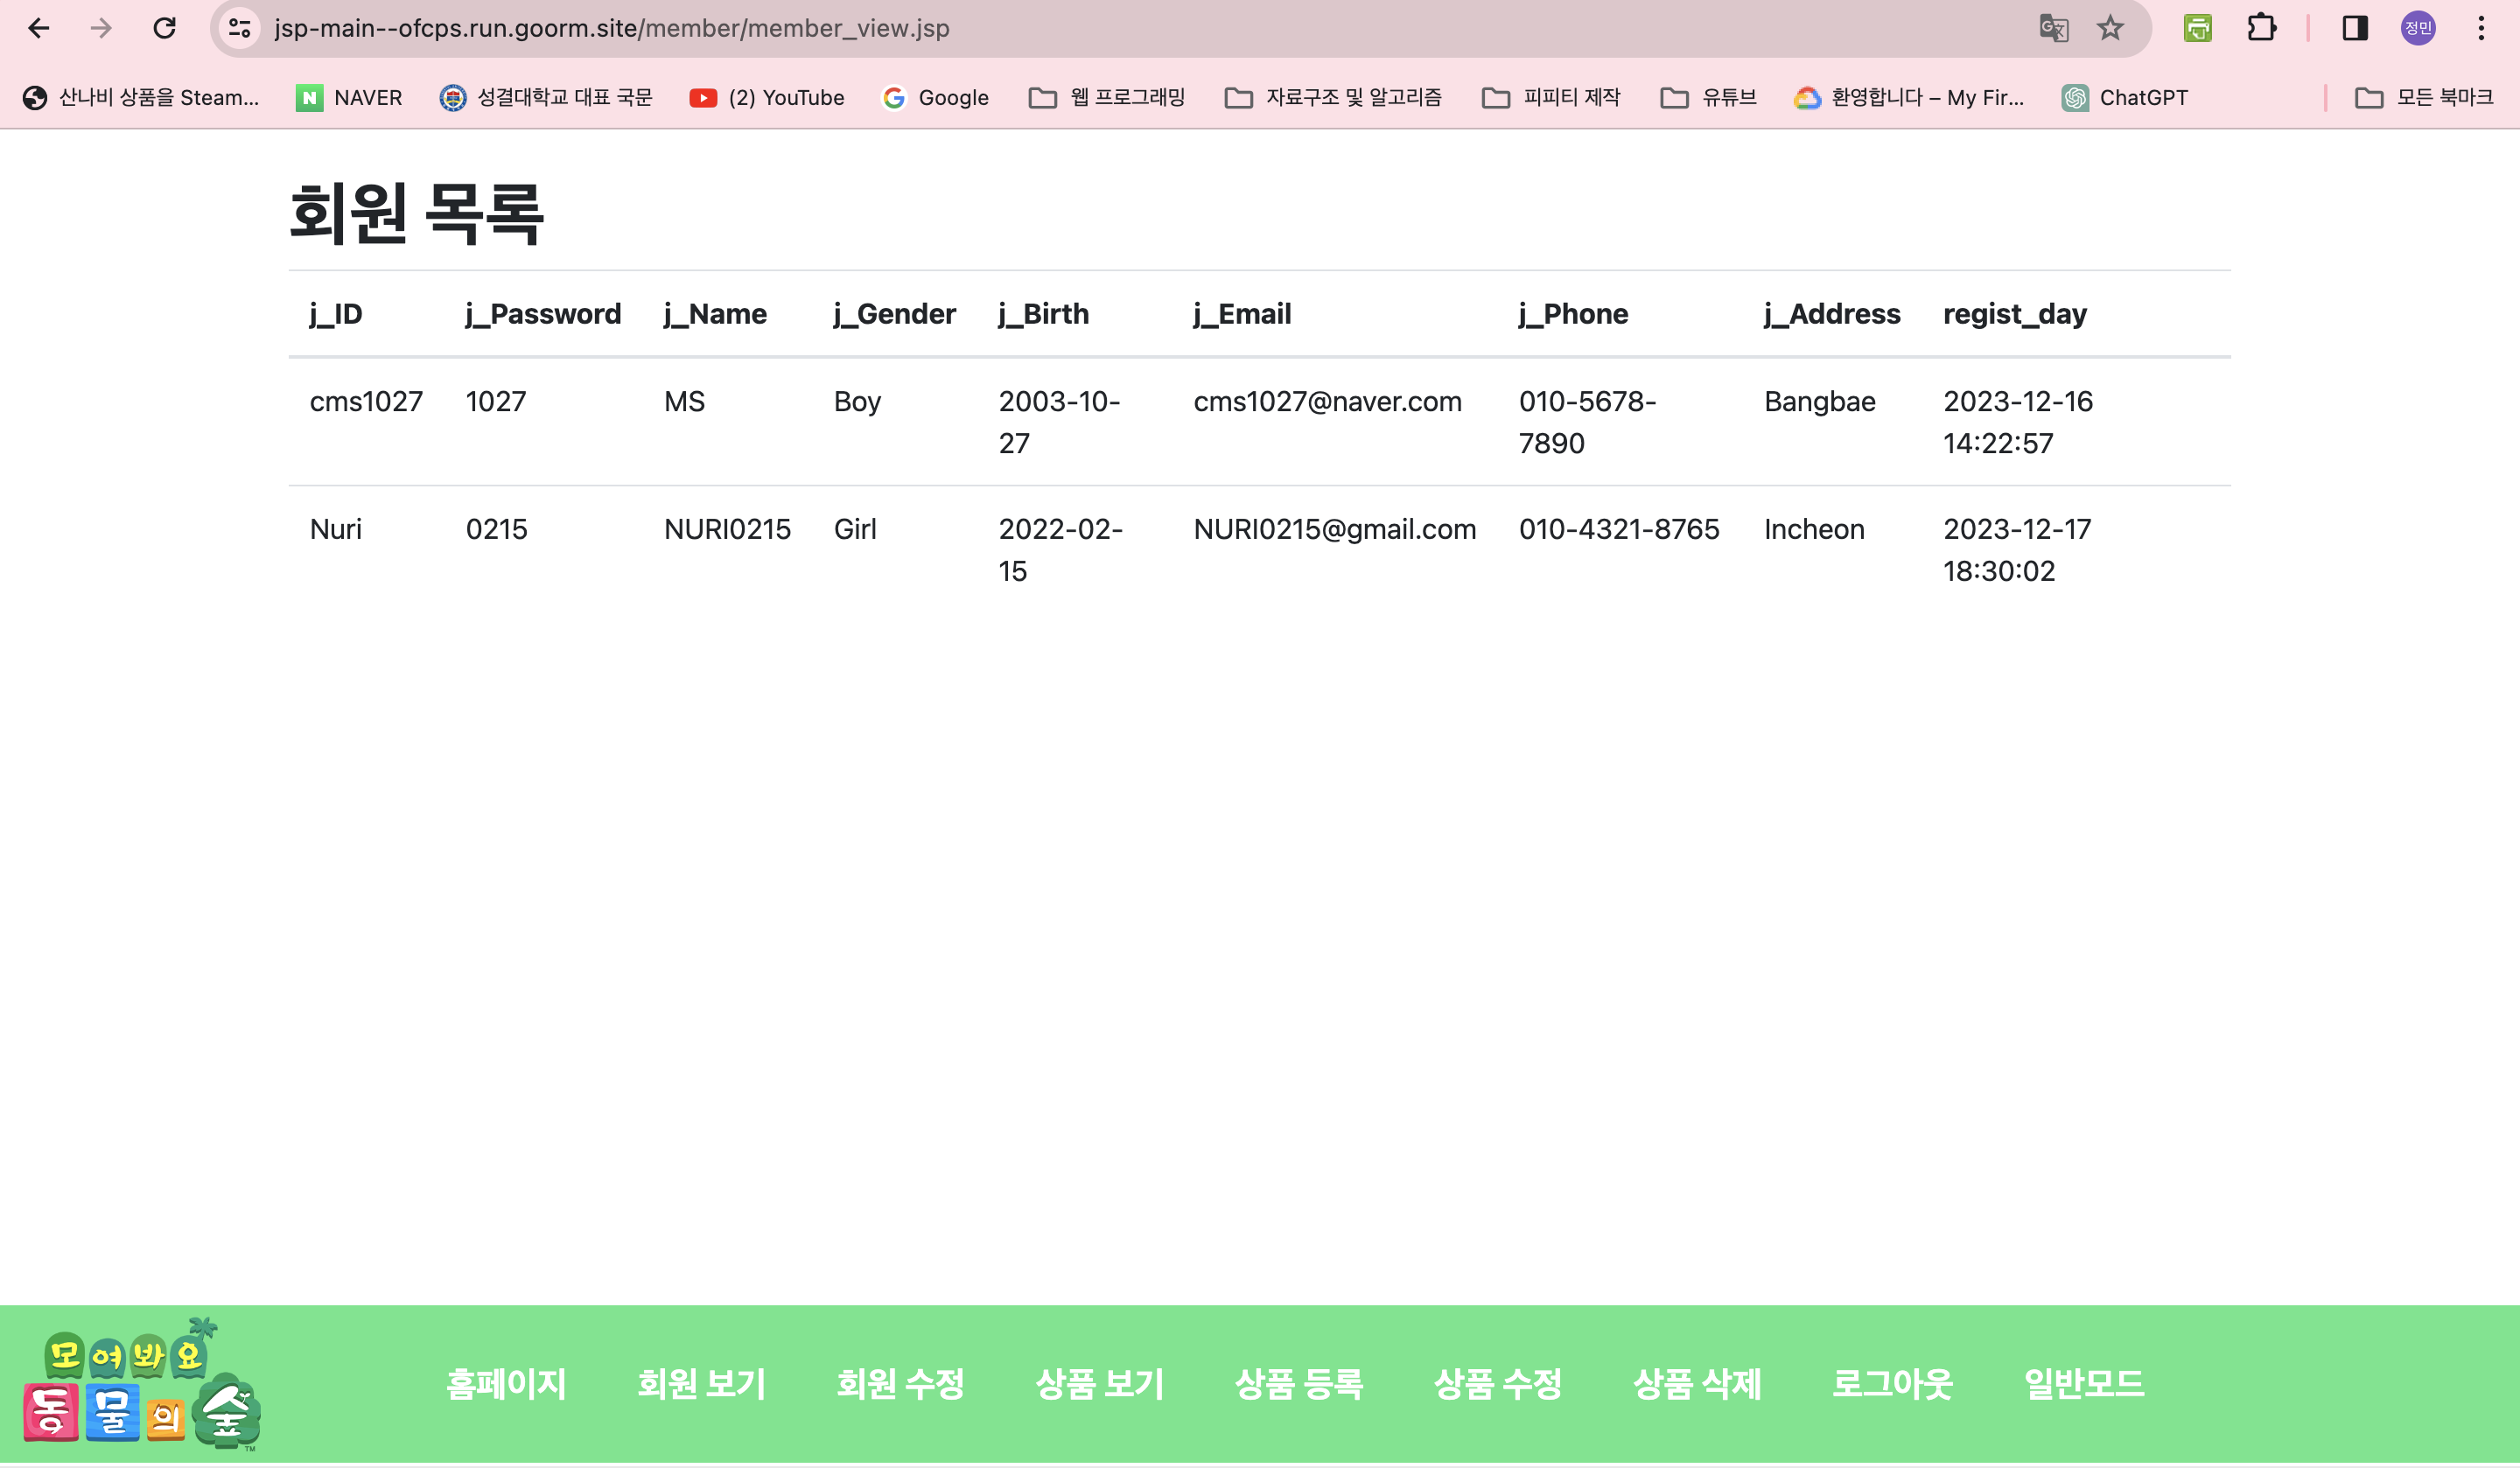 jsp-main--ofcps.run.goorm.site/member/member_view.jsp
정민
산나비 상품을 Steam... NAVER 성결대학교 대표 국문 (2) YouTube Google 웹 프로그래밍 자료구조 및 알고리즘 피피티 제작 유튜브 환영합니다 – My Fir... ChatGPT 모든 북마크
회원 목록
j_ID j_Password j_Name j_Gender j_Birth j_Email j_Phone j_Address regist_day
cms1027 1027 MS Boy 2003-10-27 cms1027@naver.com 010-5678-7890 Bangbae 2023-12-16 14:22:57
Nuri 0215 NURI0215 Girl 2022-02-15 NURI0215@gmail.com 010-4321-8765 Incheon 2023-12-17 18:30:02
모여봐요
동물의 숲 TM
홈페이지 회원 보기 회원 수정 상품 보기 상품 등록 상품 수정 상품 삭제 로그아웃 일반모드